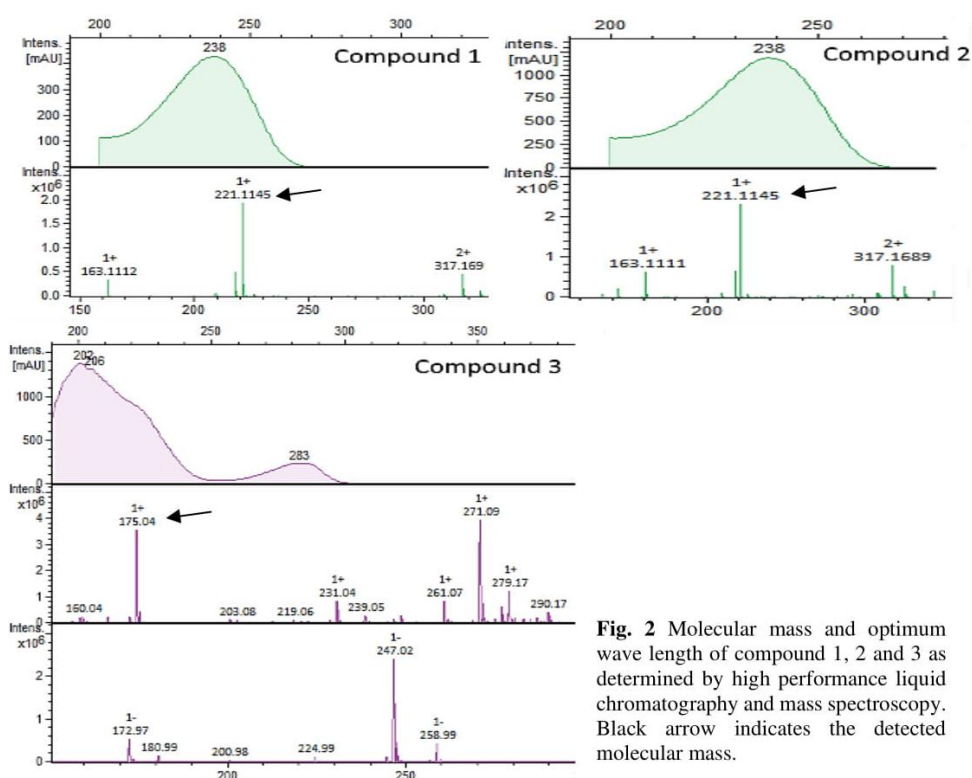 200 250 300
Intens.
[mAU]
238
Compound 1
300
200
100
0
Intens.
x10⁶
1+
221.1145
2.0
1.5
1.0
1+
163.1112
2+
317.169
0.5
0.0
150 200 250 300
200 250
Intens.
[mAU]
238
Compound 2
1000
750
500
250
0
Intens.
x10⁶
1+
221.1145
2
1+
163.1111
2+
317.1689
1
0
200 300
200 250 300 350
Intens.
[mAU]
202
206
Compound 3
1000
500
283
0
Intens.
x10⁶
1+
175.04
1+
271.09
4
3
2
1+
231.04
1+
261.07
1+
279.17
1
160.04 203.08 219.06 239.05 290.17
0
Intens.
x10⁶
1-
247.02
2
1
1-
172.97
180.99
200.98
224.99
1-
258.99
0
200 250
Fig. 2 Molecular mass and optimum
wave length of compound 1, 2 and 3 as
determined by high performance liquid
chromatography and mass spectroscopy.
Black arrow indicates the detected
molecular mass.